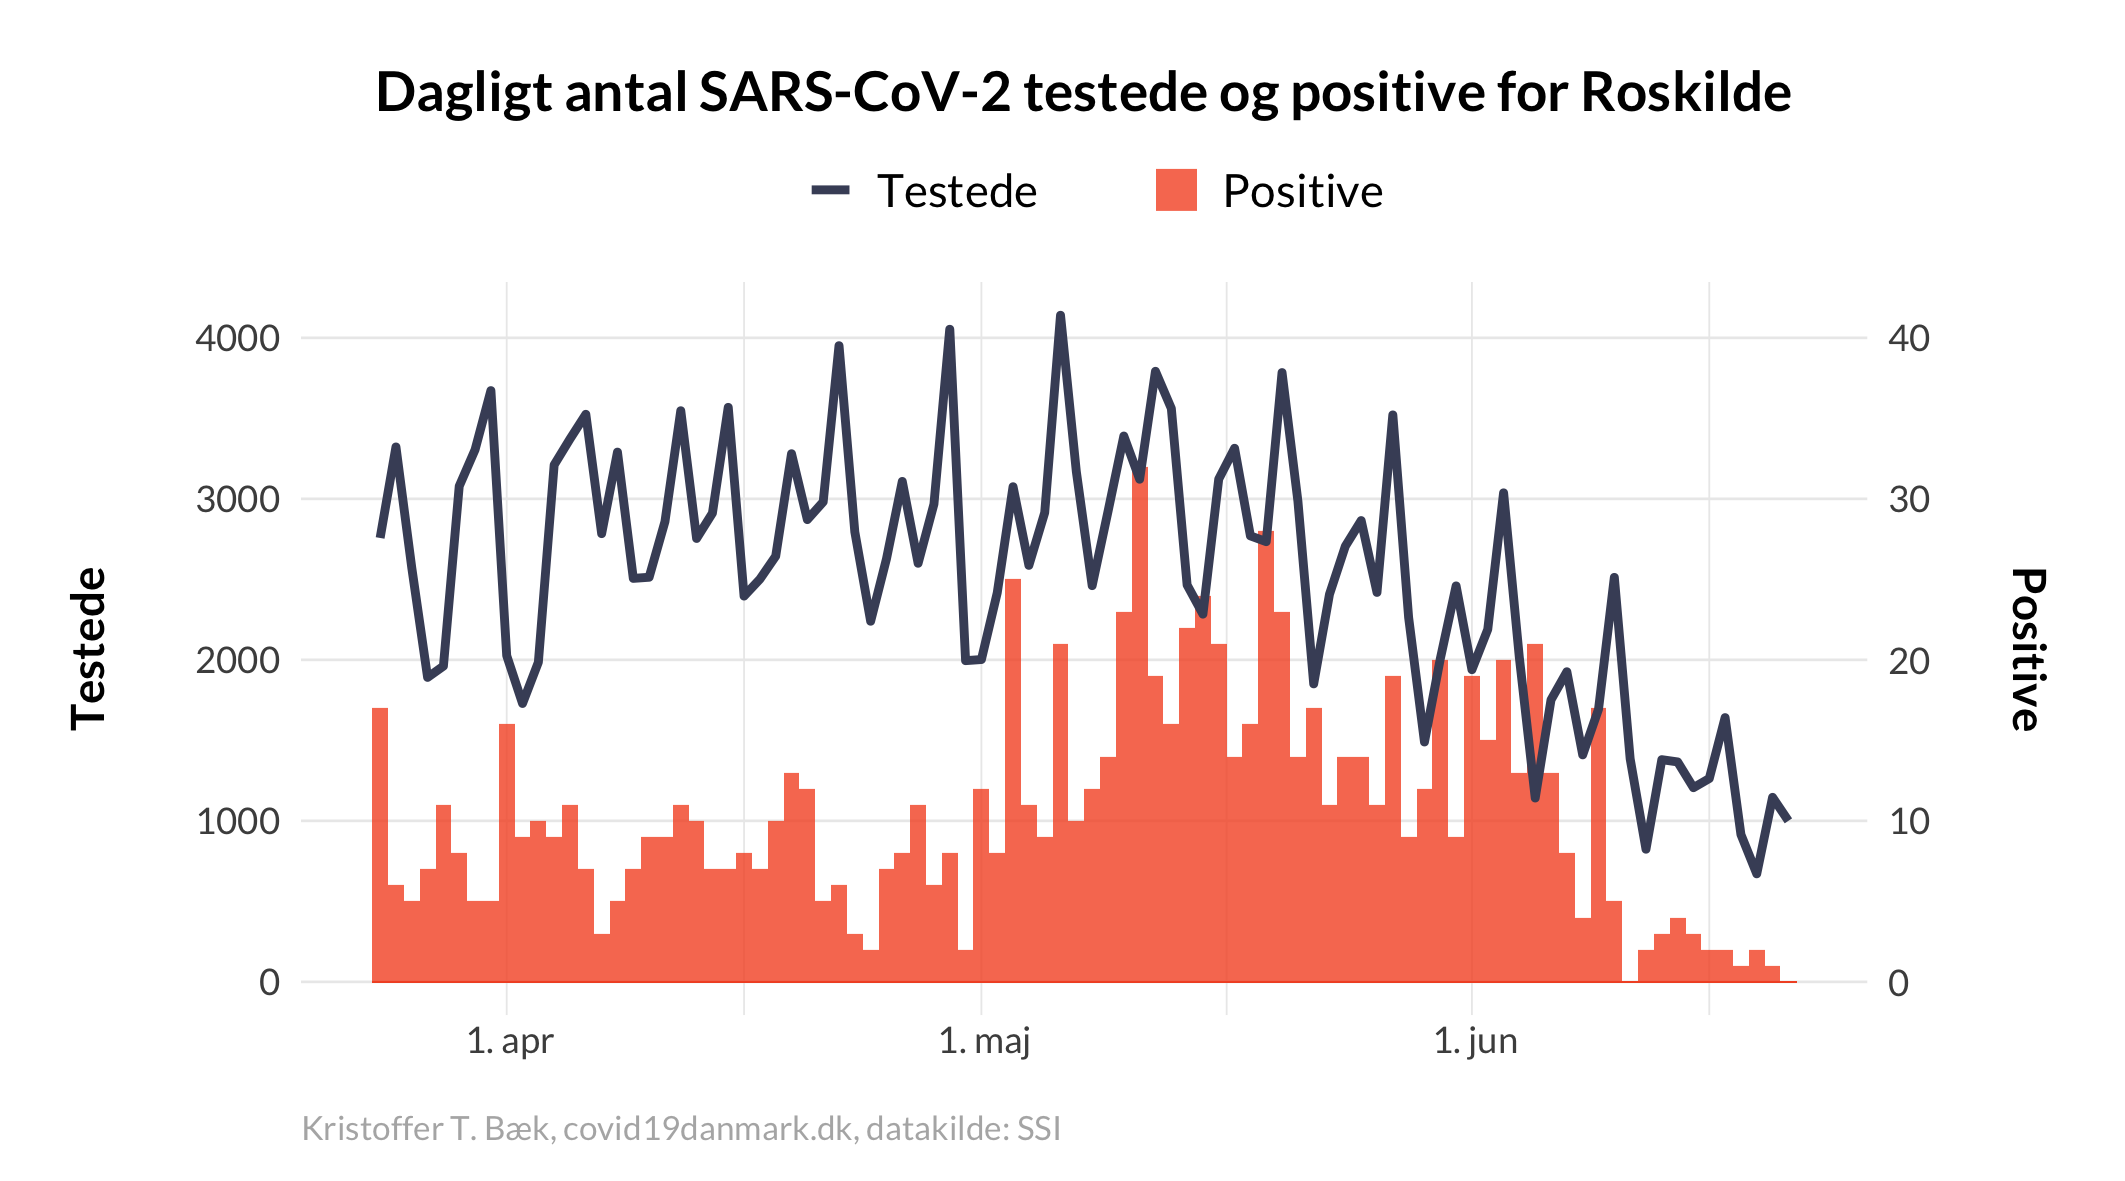 Dagligt antal SARS-CoV-2 testede og positive for Roskilde
Testede
Positive
4000
3000
2000
1000
0
Testede
40
30
20
10
0
Positive
1. apr
1. maj
1. jun
Kristoffer T. Bæk, covid19danmark.dk, datakilde: SSI